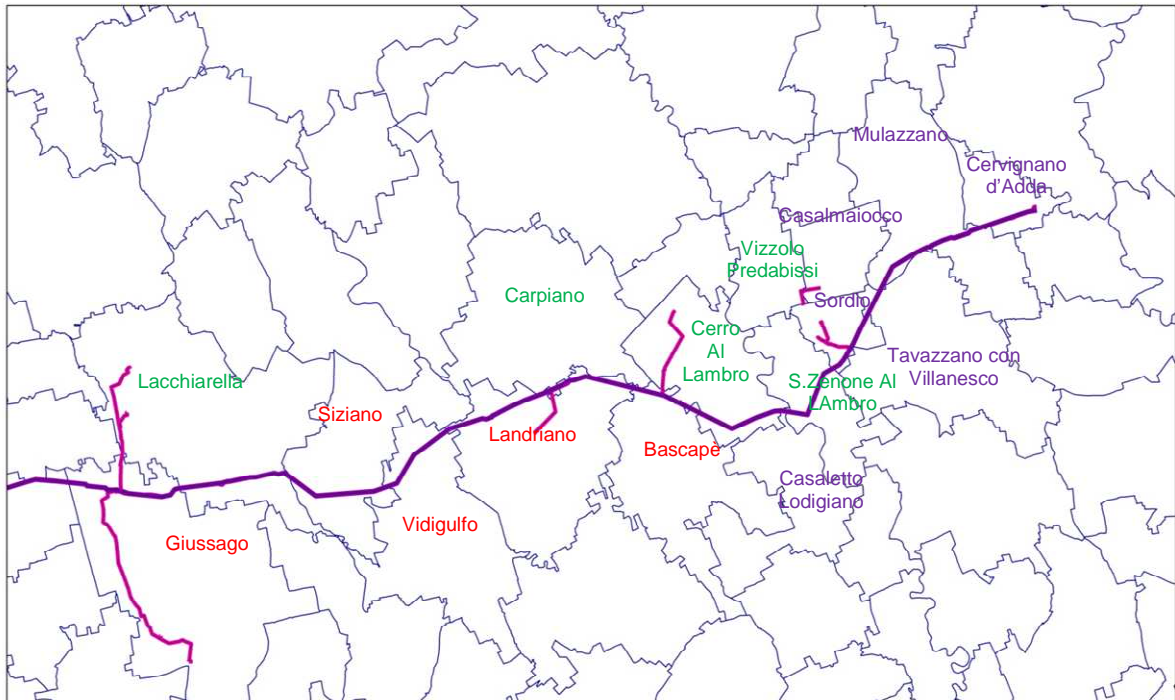 Mulazzano
Cervignano
d'Adda
Casalmaiocco
Vizzolo
Predabissi
Carpiano
Sordio
Cerro
Al
Lambro
Tavazzano con
Villanesco
Lacchiarella
S.Zenone Al
LAmbro
Siziano
Landriano
Bascapè
Casaletto
Lodigiano
Vidigulfo
Giussago